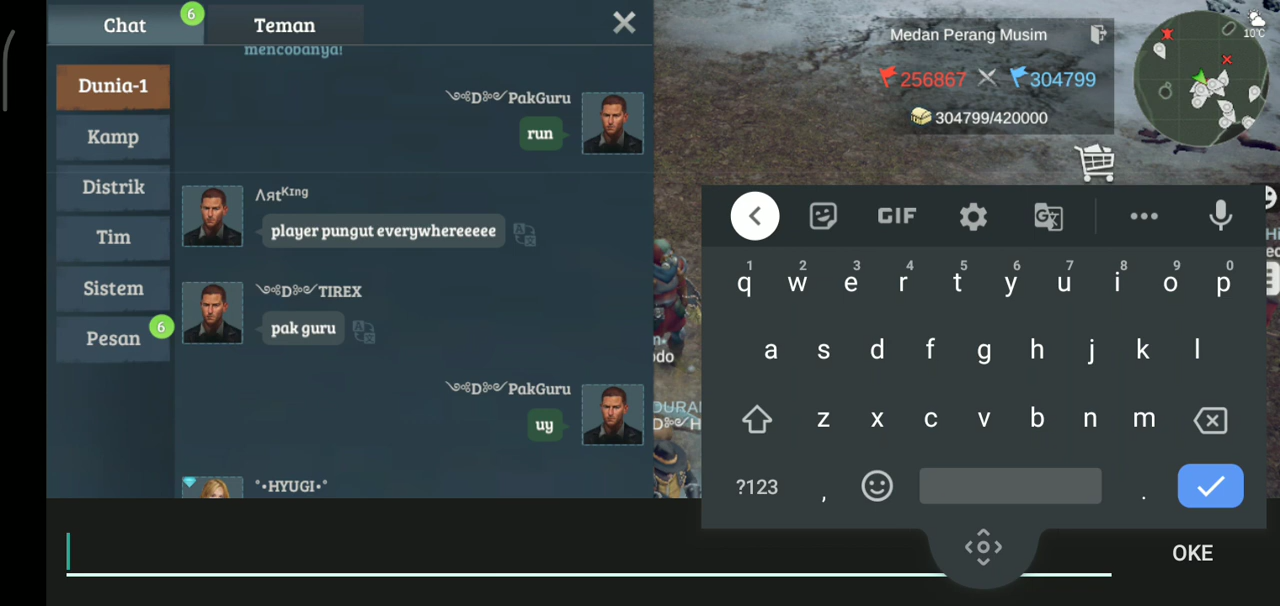 Chat
6
Teman
mencobanya!
Dunia-1
Kamp
Distrik
Tim
Sistem
Pesan
6
༺D༻PakGuru
run
ΛяtKıng
player pungut everywhereeeee
༺D༻TIREX
pak guru
༺D༻PakGuru
uy
°•HYUGI•°
Medan Perang Musim
256867
304799
304799/420000
10℃
GIF
1 2 3 4 5 6 7 8 9 0
q w e r t y u i o p
a s d f g h j k l
z x c v b n m
?123 , .
OKE